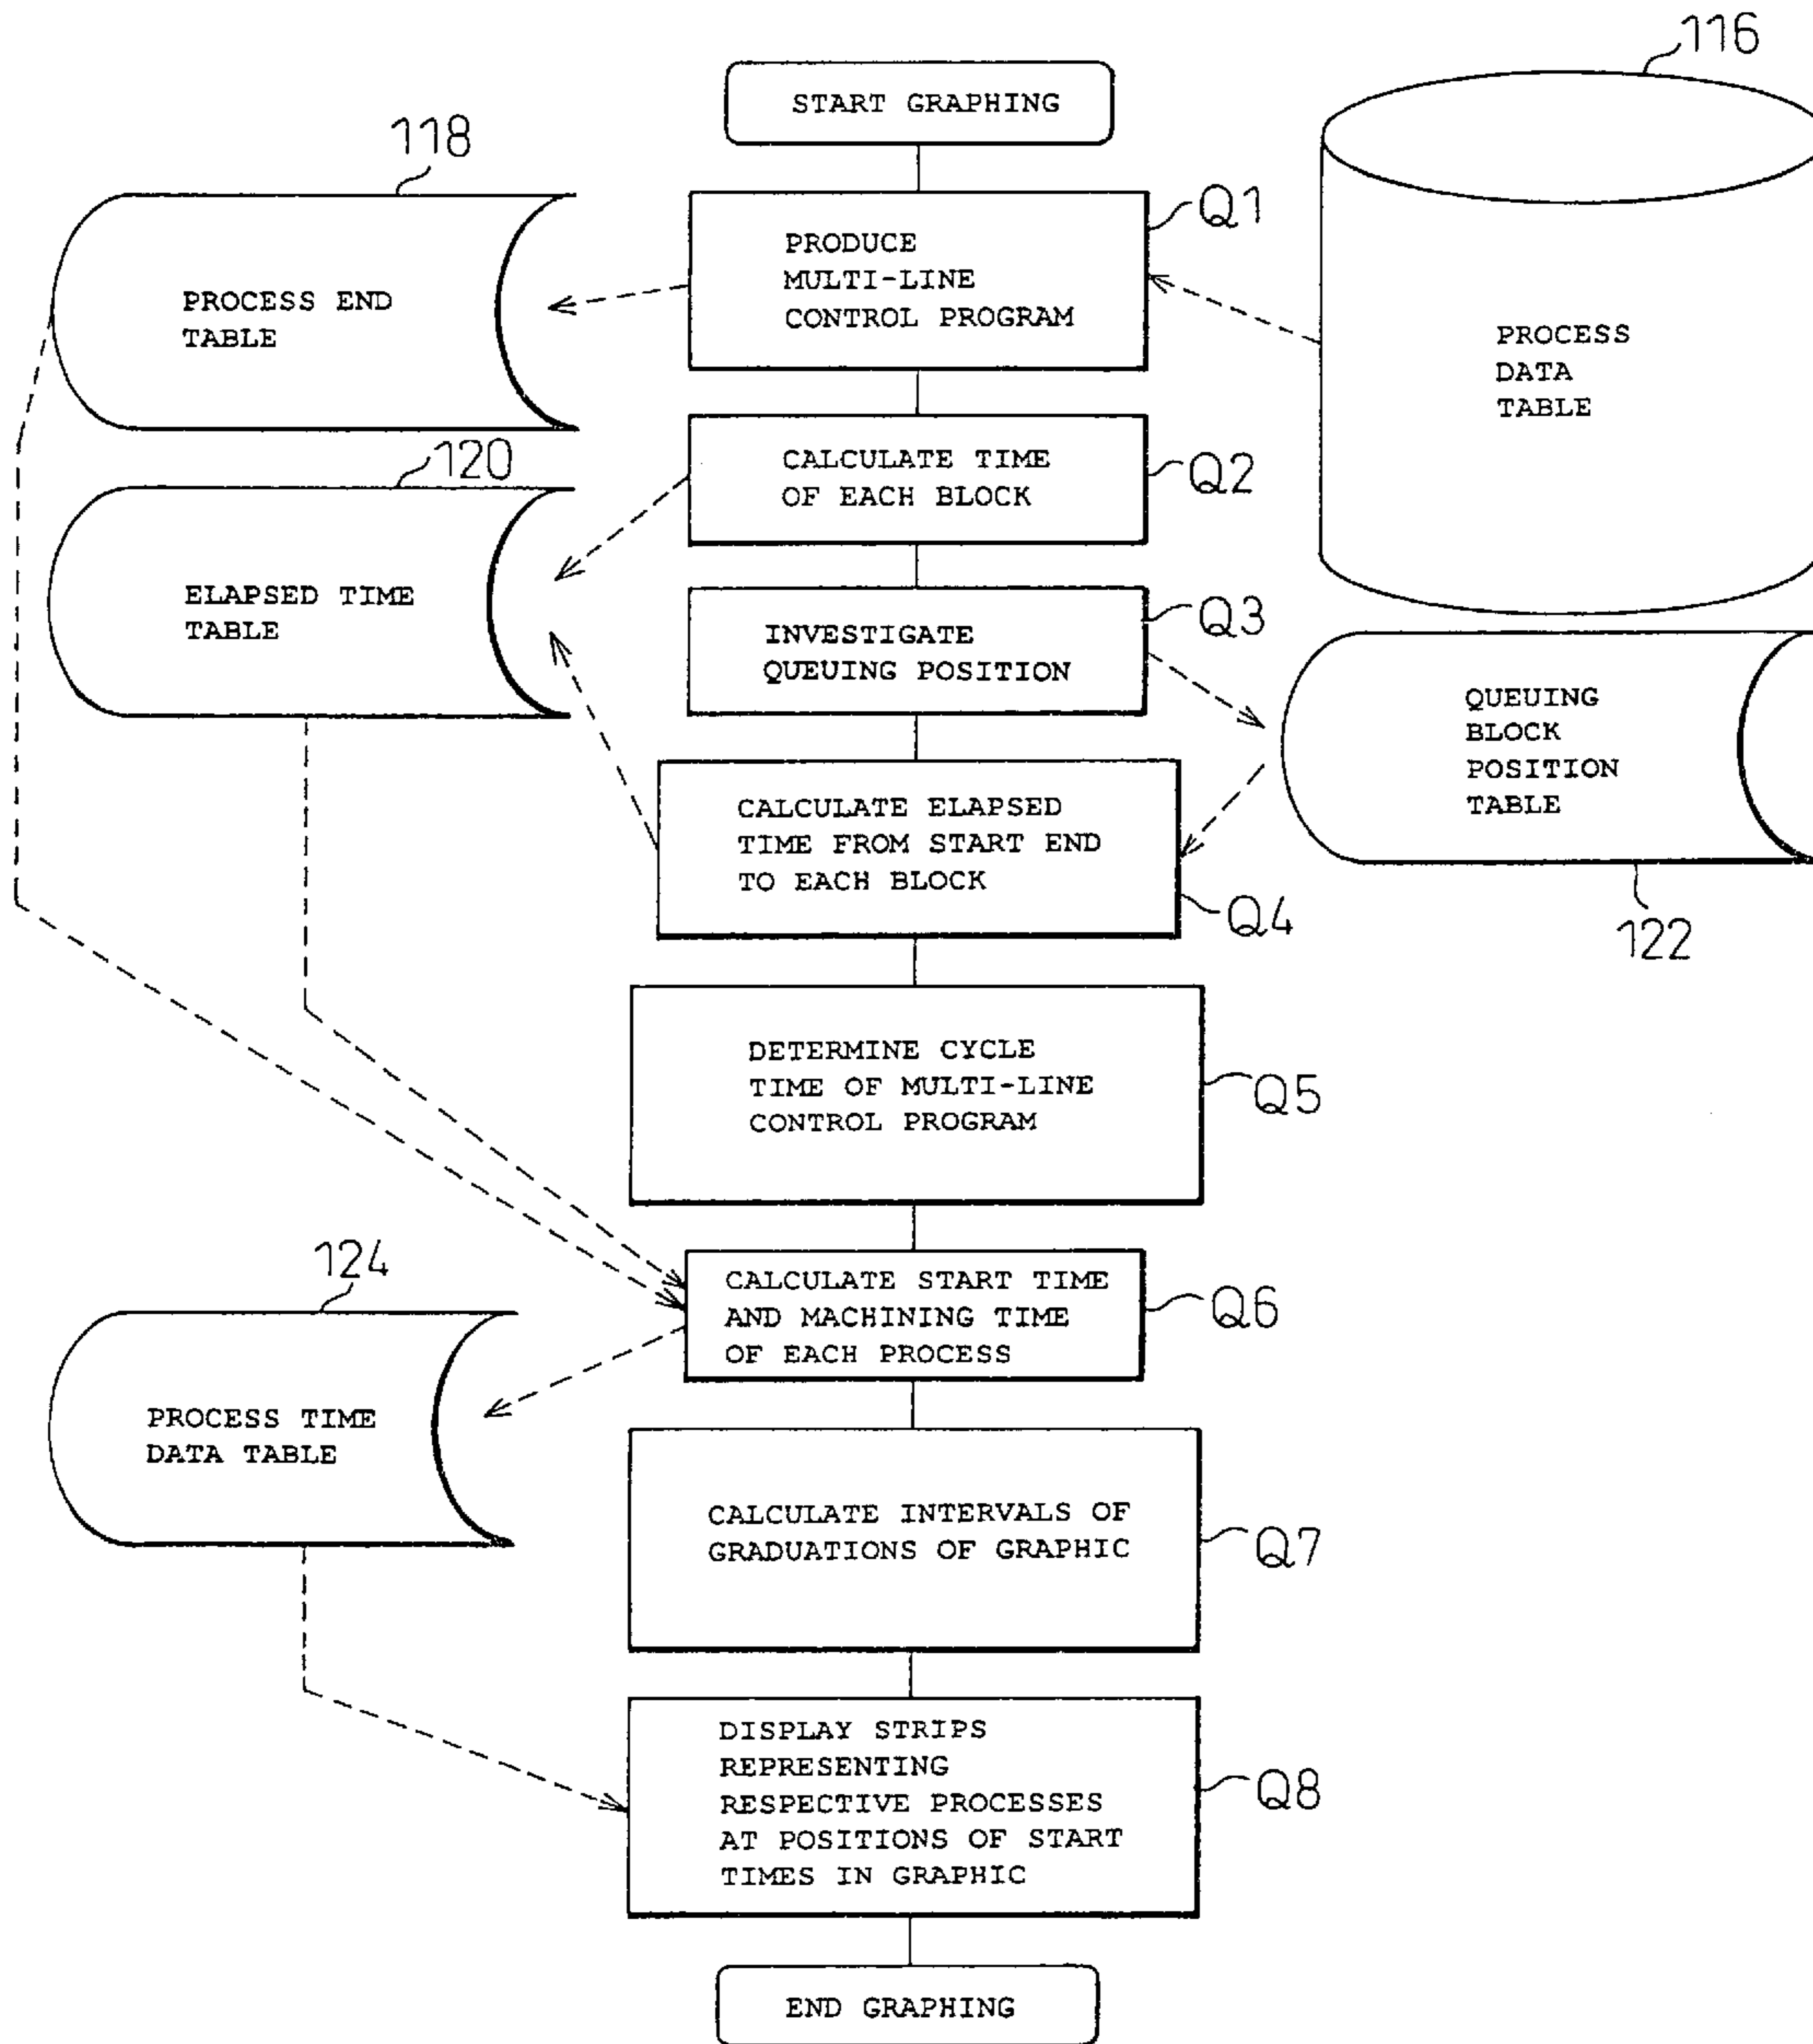 116
START GRAPHING
118
Q1
PRODUCE
MULTI-LINE
CONTROL PROGRAM
PROCESS END
TABLE
PROCESS
DATA
TABLE
120
CALCULATE TIME
OF EACH BLOCK
Q2
ELAPSED TIME
TABLE
Q3
INVESTIGATE
QUEUING POSITION
QUEUING
BLOCK
POSITION
TABLE
CALCULATE ELAPSED
TIME FROM START END
TO EACH BLOCK
Q4
122
DETERMINE CYCLE
TIME OF MULTI-LINE
CONTROL PROGRAM
Q5
124
CALCULATE START TIME
AND MACHINING TIME
OF EACH PROCESS
Q6
PROCESS TIME
DATA TABLE
CALCULATE INTERVALS OF
GRADUATIONS OF GRAPHIC
Q7
DISPLAY STRIPS
REPRESENTING
RESPECTIVE PROCESSES
AT POSITIONS OF START
TIMES IN GRAPHIC
Q8
END GRAPHING